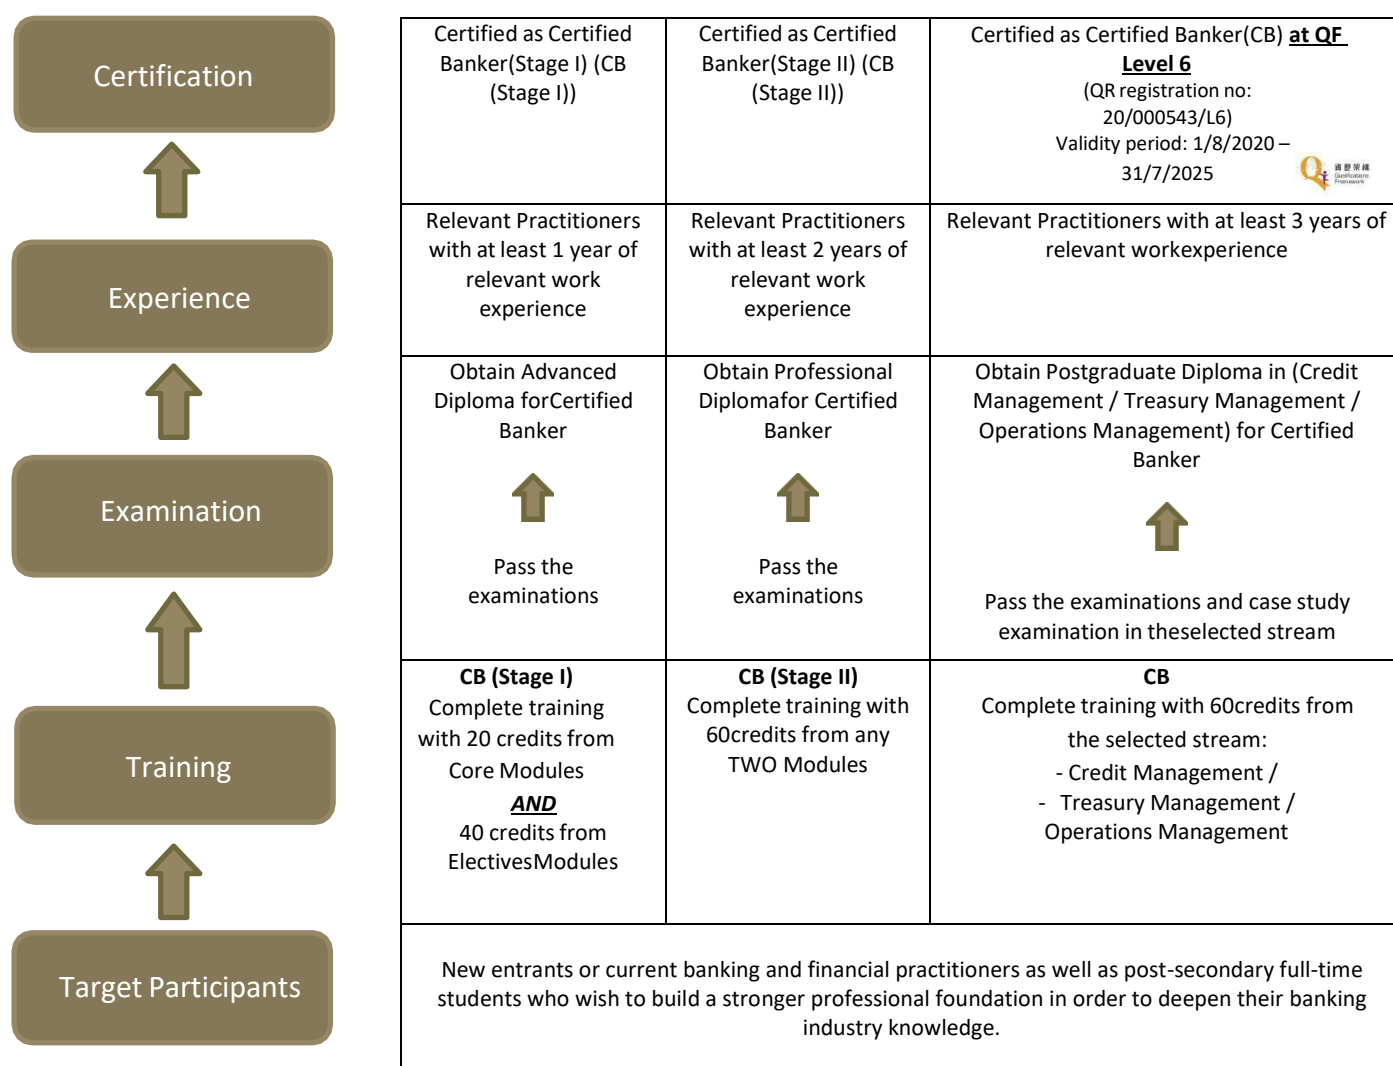 Certification
Certified as Certified
Banker(Stage I) (CB
(Stage I))
Certified as Certified
Banker(Stage II) (CB
(Stage II))
Certified as Certified Banker(CB) at QF
Level 6
(QR registration no:
20/000543/L6)
Validity period: 1/8/2020 –
31/7/2025
資歷架構
Qualifications
Framework
Experience
Relevant Practitioners
with at least 1 year of
relevant work
experience
Relevant Practitioners
with at least 2 years of
relevant work
experience
Relevant Practitioners with at least 3 years of
relevant workexperience
Examination
Obtain Advanced
Diploma forCertified
Banker
Pass the
examinations
Obtain Professional
Diplomafor Certified
Banker
Pass the
examinations
Obtain Postgraduate Diploma in (Credit
Management / Treasury Management /
Operations Management) for Certified
Banker
Pass the examinations and case study
examination in theselected stream
Training
CB (Stage I)
Complete training
with 20 credits from
Core Modules
AND
40 credits from
ElectivesModules
CB (Stage II)
Complete training with
60credits from any
TWO Modules
CB
Complete training with 60credits from
the selected stream:
- Credit Management /
- Treasury Management /
Operations Management
Target Participants
New entrants or current banking and financial practitioners as well as post-secondary full-time
students who wish to build a stronger professional foundation in order to deepen their banking
industry knowledge.